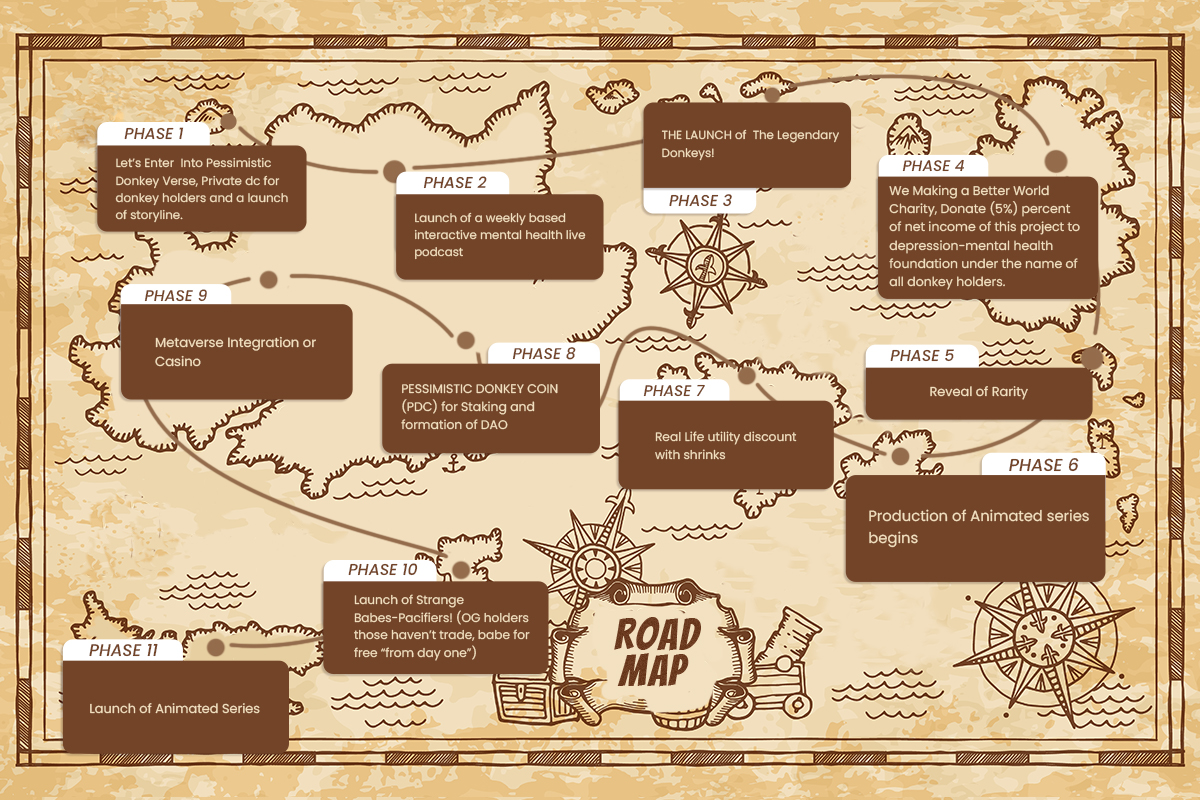 PHASE 1
Let's Enter  Into Pessimistic
Donkey Verse, Private dc for
donkey holders and a launch
of storyline.
PHASE 2
Launch of a weekly based
interactive mental health live
podcast
THE LAUNCH of  The Legendary
Donkeys!
PHASE 3
PHASE 4
We Making a Better World
Charity, Donate (5%) percent
of net income of this project to
depression-mental health
foundation under the name of
all donkey holders.
PHASE 5
Reveal of Rarity
PHASE 6
Production of Animated series
begins
PHASE 7
Real Life utility discount
with shrinks
PHASE 8
PESSIMISTIC DONKEY COIN
(PDC) for Staking and
formation of DAO
PHASE 9
Metaverse Integration or
Casino
PHASE 10
Launch of Strange
Babes-Pacifiers! (OG holders
those haven't trade, babe for
free “from day one”)
PHASE 11
Launch of Animated Series
ROAD
MAP